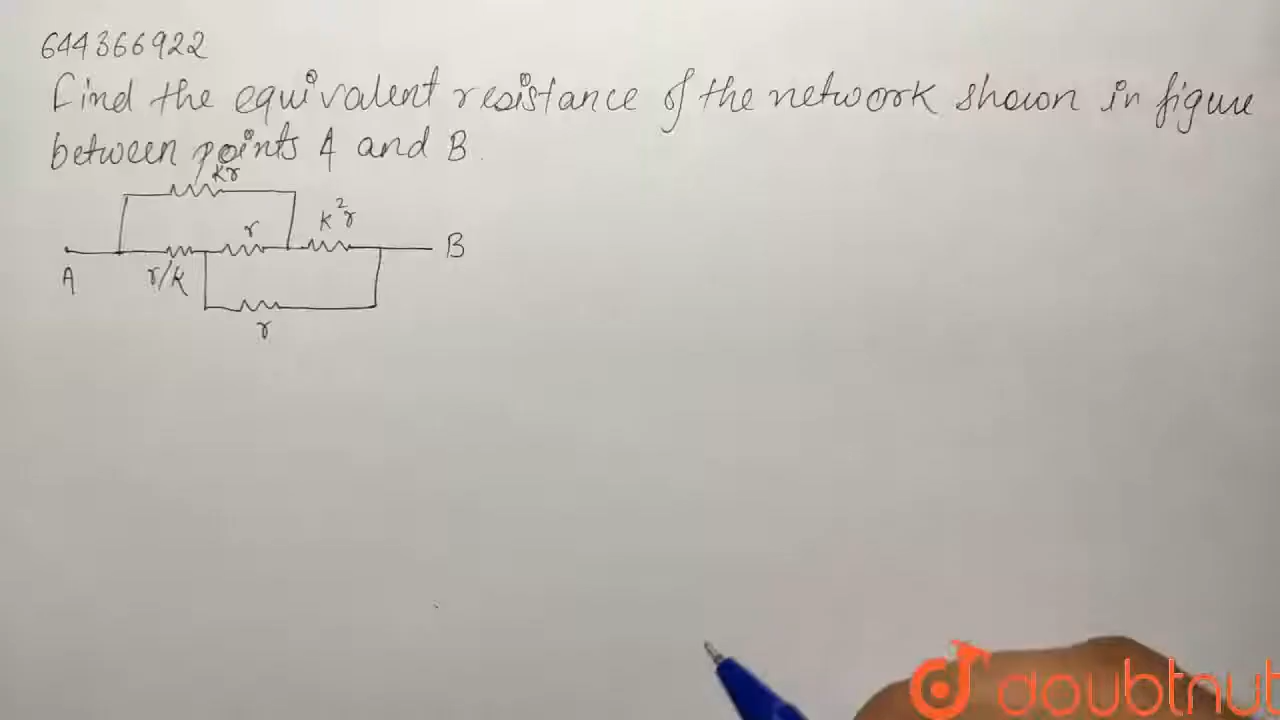 644366922
Find the equivalent resistance of the network shown in figure
between points A and B.
kr
r
k²r
A
r/k
B
r
doubtnut